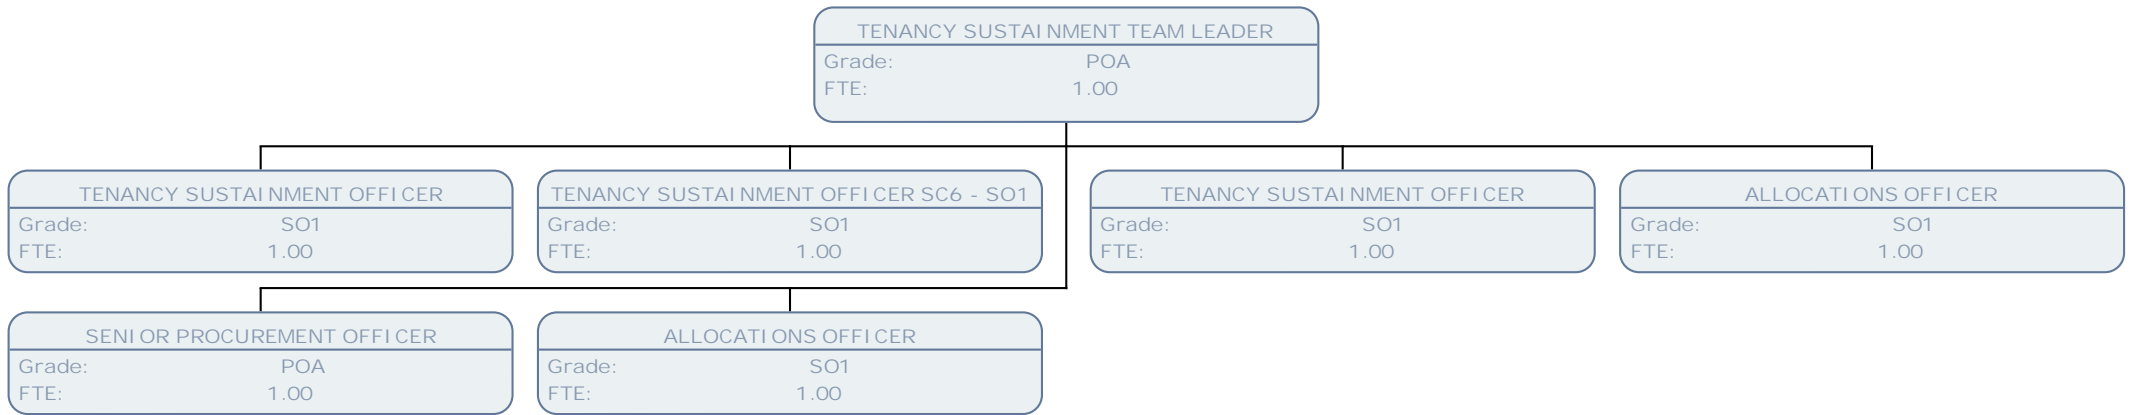 TENANCY SUSTAINMENT TEAM LEADER
Grade: POA
FTE: 1.00
TENANCY SUSTAINMENT OFFICER
Grade: SO1
FTE: 1.00
TENANCY SUSTAINMENT OFFICER SC6 - SO1
Grade: SO1
FTE: 1.00
TENANCY SUSTAINMENT OFFICER
Grade: SO1
FTE: 1.00
ALLOCATIONS OFFICER
Grade: SO1
FTE: 1.00
SENIOR PROCUREMENT OFFICER
Grade: POA
FTE: 1.00
ALLOCATIONS OFFICER
Grade: SO1
FTE: 1.00